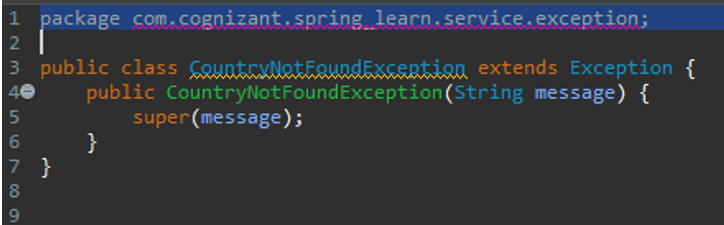 1 package com.cognizant.spring_learn.service.exception;
2
3 public class CountryNotFoundException extends Exception {
4 public CountryNotFoundException(String message) {
5 super(message);
6 }
7 }
8
9